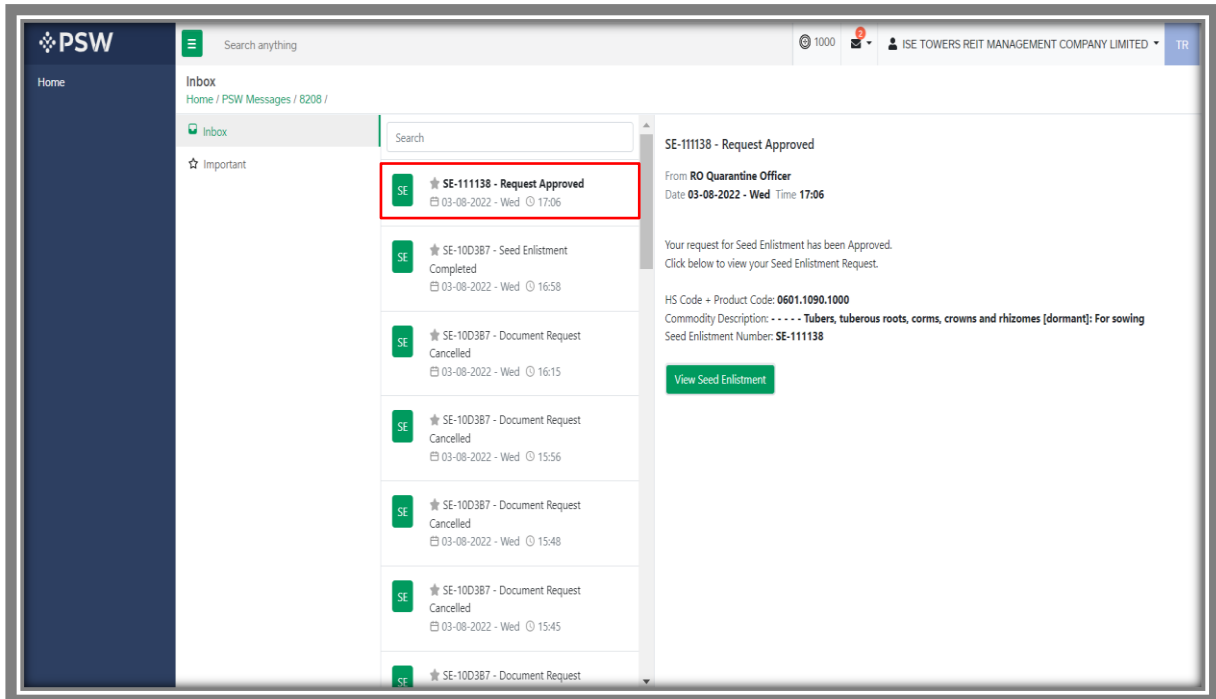 PSW
Search anything
1000
2
ISE TOWERS REIT MANAGEMENT COMPANY LIMITED
TR
Home
Inbox
Home / PSW Messages / 8208 /
Inbox
Important
Search
SE
SE-111138 - Request Approved
03-08-2022 - Wed 17:06
SE
SE-10D3B7 - Seed Enlistment
Completed
03-08-2022 - Wed 16:58
SE
SE-10D3B7 - Document Request
Cancelled
03-08-2022 - Wed 16:15
SE
SE-10D3B7 - Document Request
Cancelled
03-08-2022 - Wed 15:56
SE
SE-10D3B7 - Document Request
Cancelled
03-08-2022 - Wed 15:48
SE
SE-10D3B7 - Document Request
Cancelled
03-08-2022 - Wed 15:45
SE
SE-10D3B7 - Document Request
SE-111138 - Request Approved
From RO Quarantine Officer
Date 03-08-2022 - Wed Time 17:06
Your request for Seed Enlistment has been Approved.
Click below to view your Seed Enlistment Request.
HS Code + Product Code: 0601.1090.1000
Commodity Description: - - - - - Tubers, tuberous roots, corms, crowns and rhizomes [dormant]: For sowing
Seed Enlistment Number: SE-111138
View Seed Enlistment